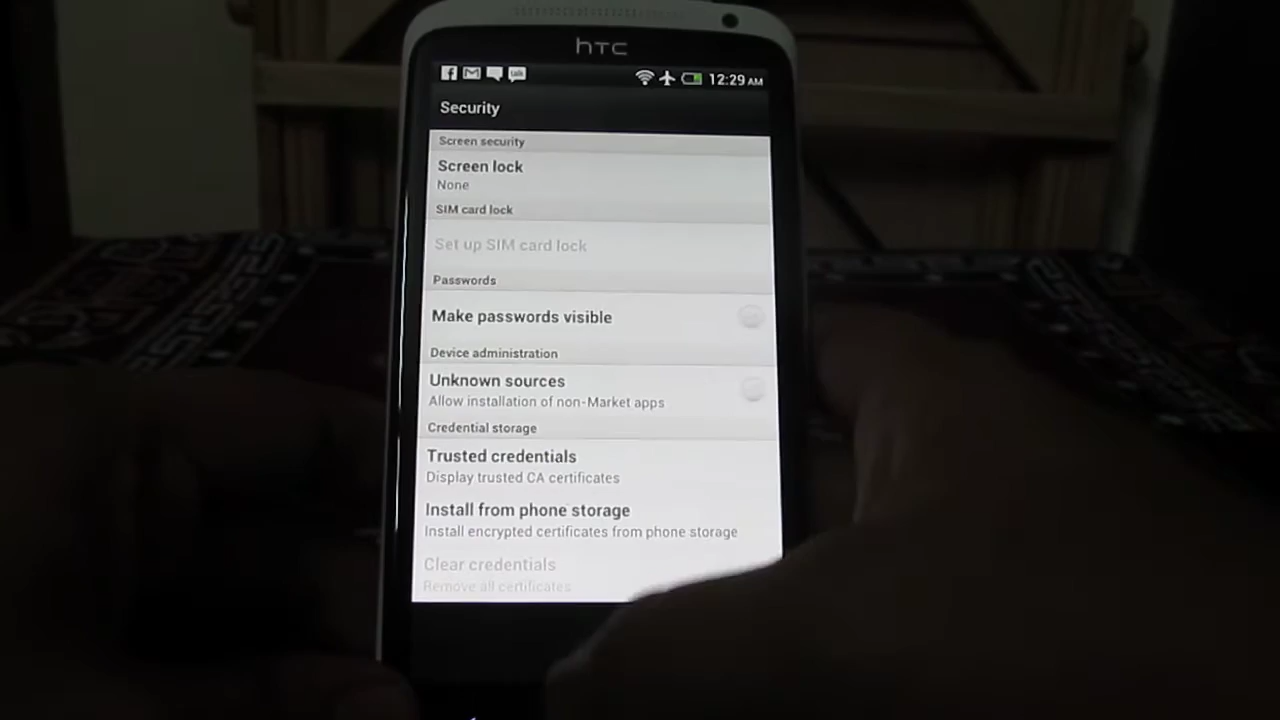 hTC
12:29 AM
Security
Screen security
Screen lock
None
SIM card lock
Set up SIM card lock
Passwords
Make passwords visible
Device administration
Unknown sources
Allow installation of non-Market apps
Credential storage
Trusted credentials
Display trusted CA certificates
Install from phone storage
Install encrypted certificates from phone storage
Clear credentials
Remove all certificates